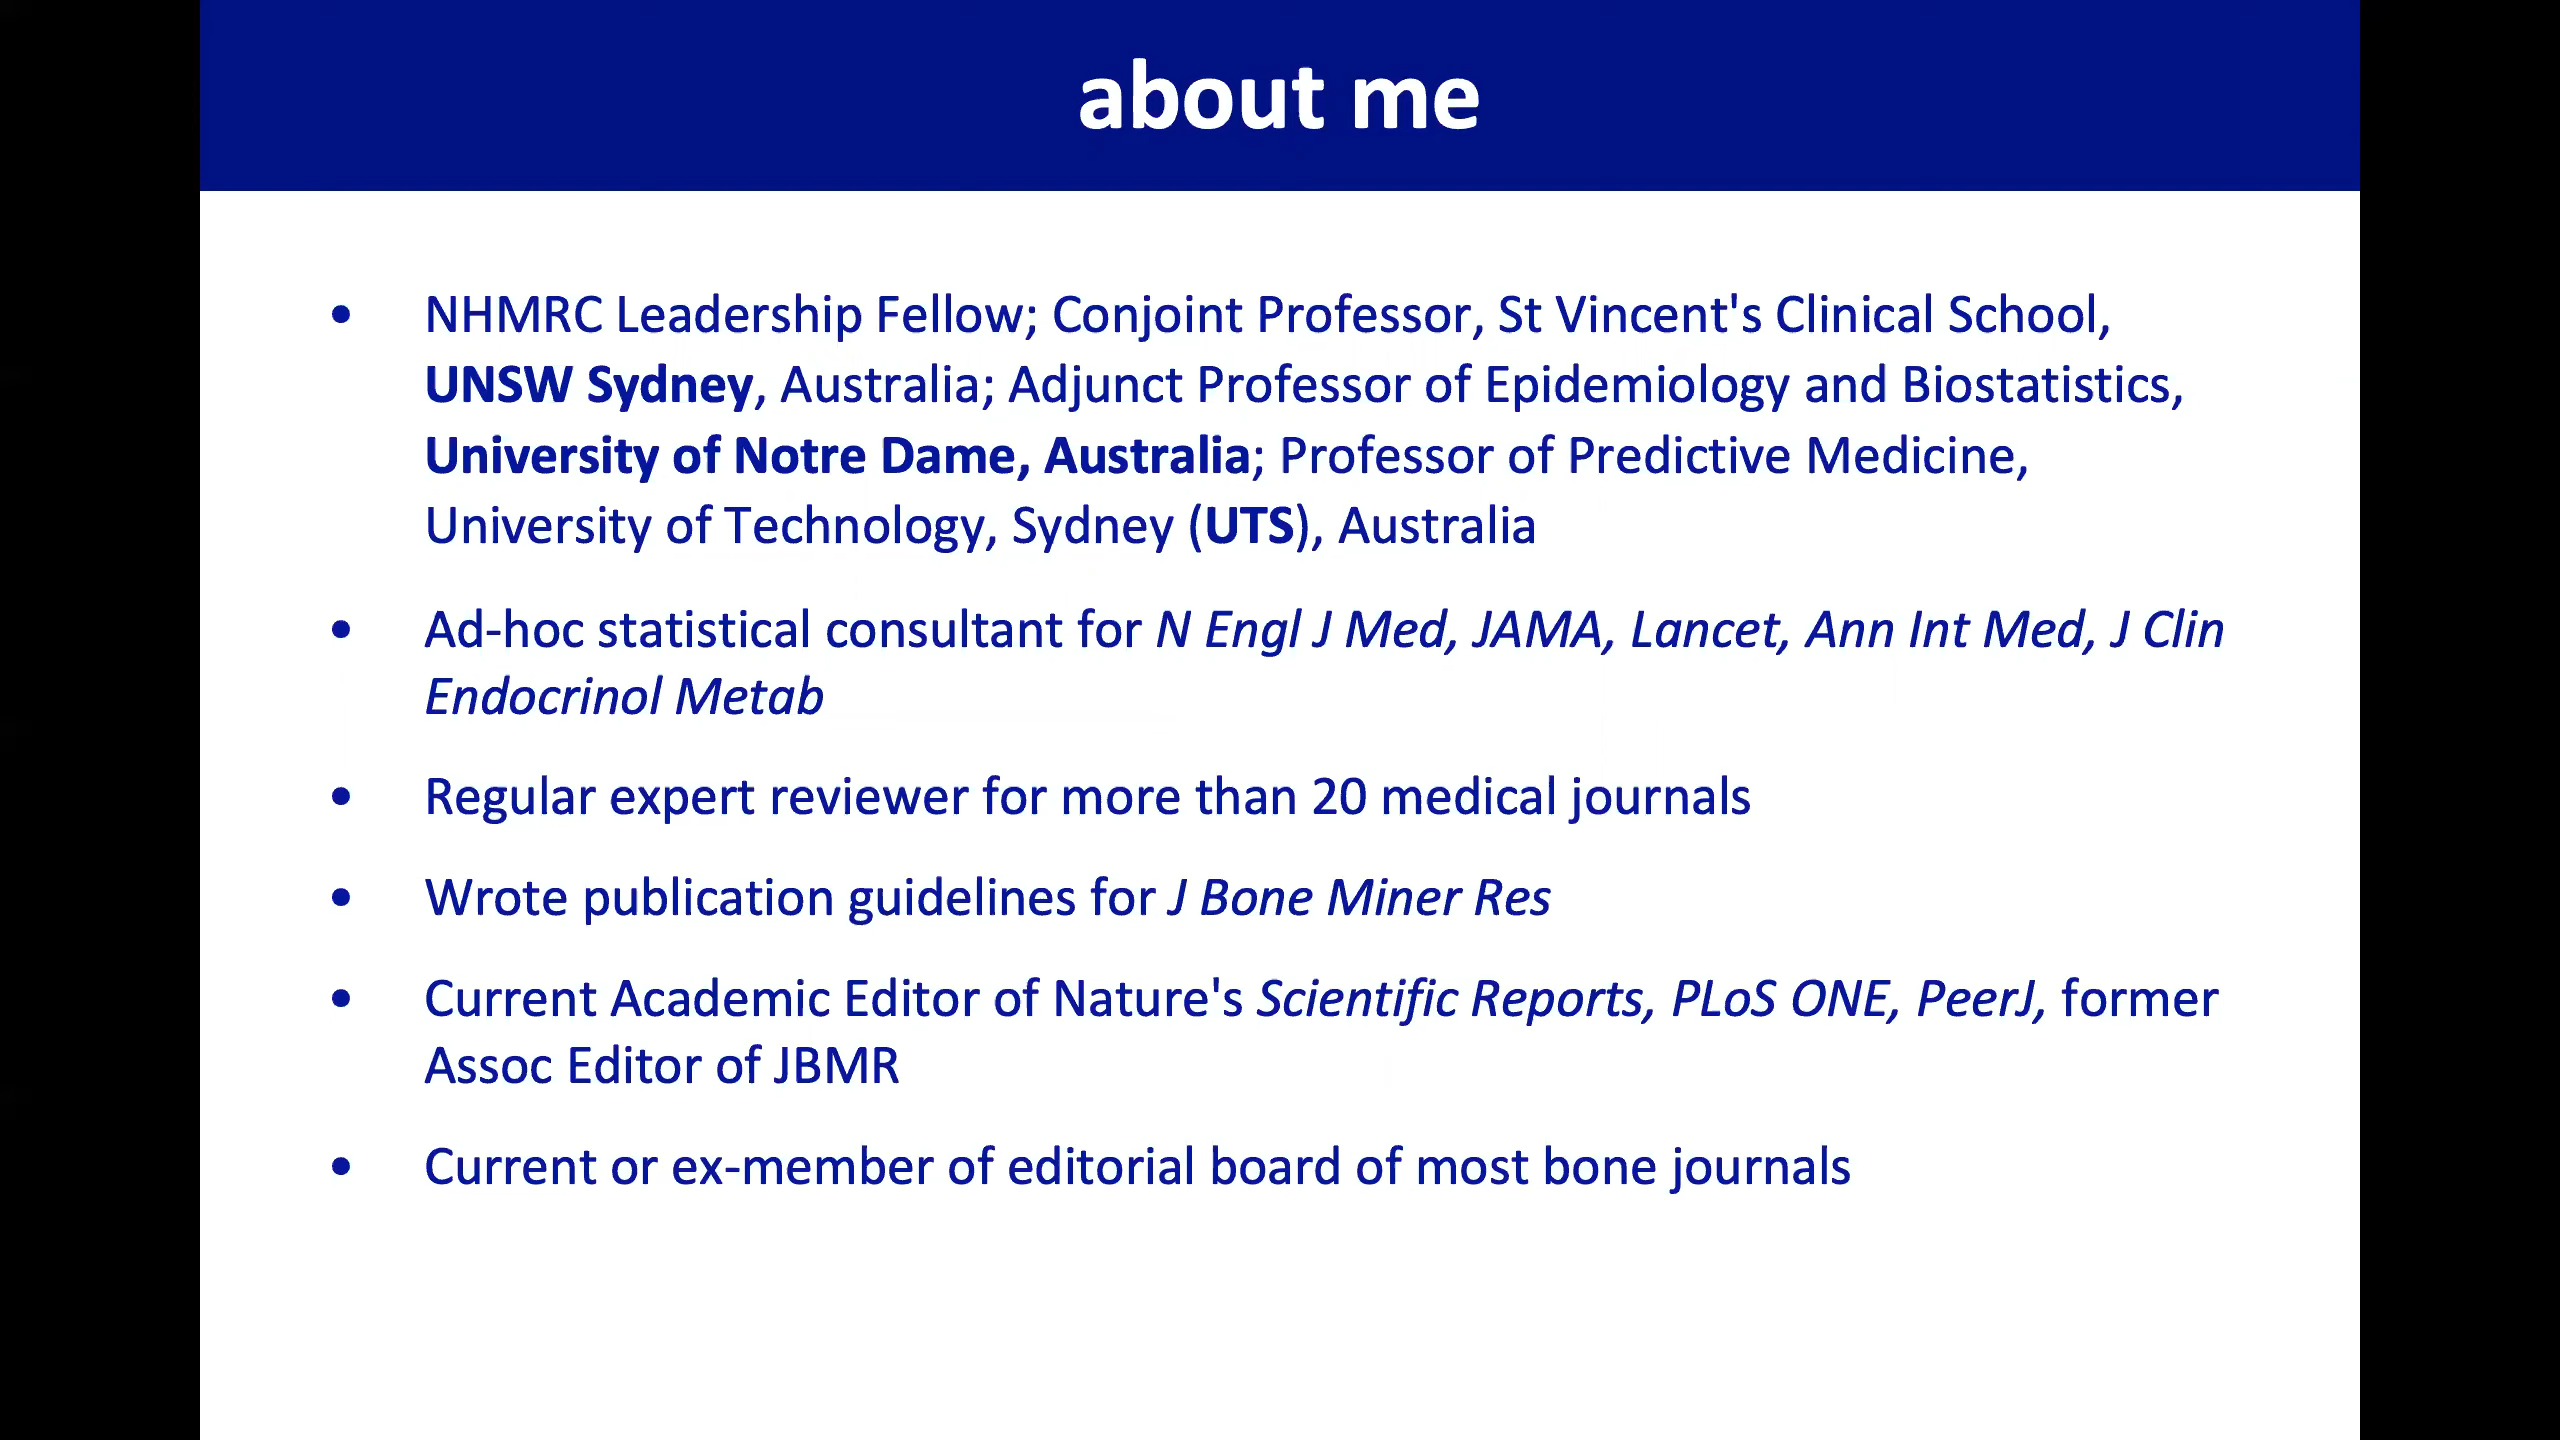 about me
• NHMRC Leadership Fellow; Conjoint Professor, St Vincent's Clinical School,
UNSW Sydney, Australia; Adjunct Professor of Epidemiology and Biostatistics,
University of Notre Dame, Australia; Professor of Predictive Medicine,
University of Technology, Sydney (UTS), Australia
• Ad-hoc statistical consultant for N Engl J Med, JAMA, Lancet, Ann Int Med, J Clin
Endocrinol Metab
• Regular expert reviewer for more than 20 medical journals
• Wrote publication guidelines for J Bone Miner Res
• Current Academic Editor of Nature's Scientific Reports, PLoS ONE, PeerJ, former
Assoc Editor of JBMR
• Current or ex-member of editorial board of most bone journals